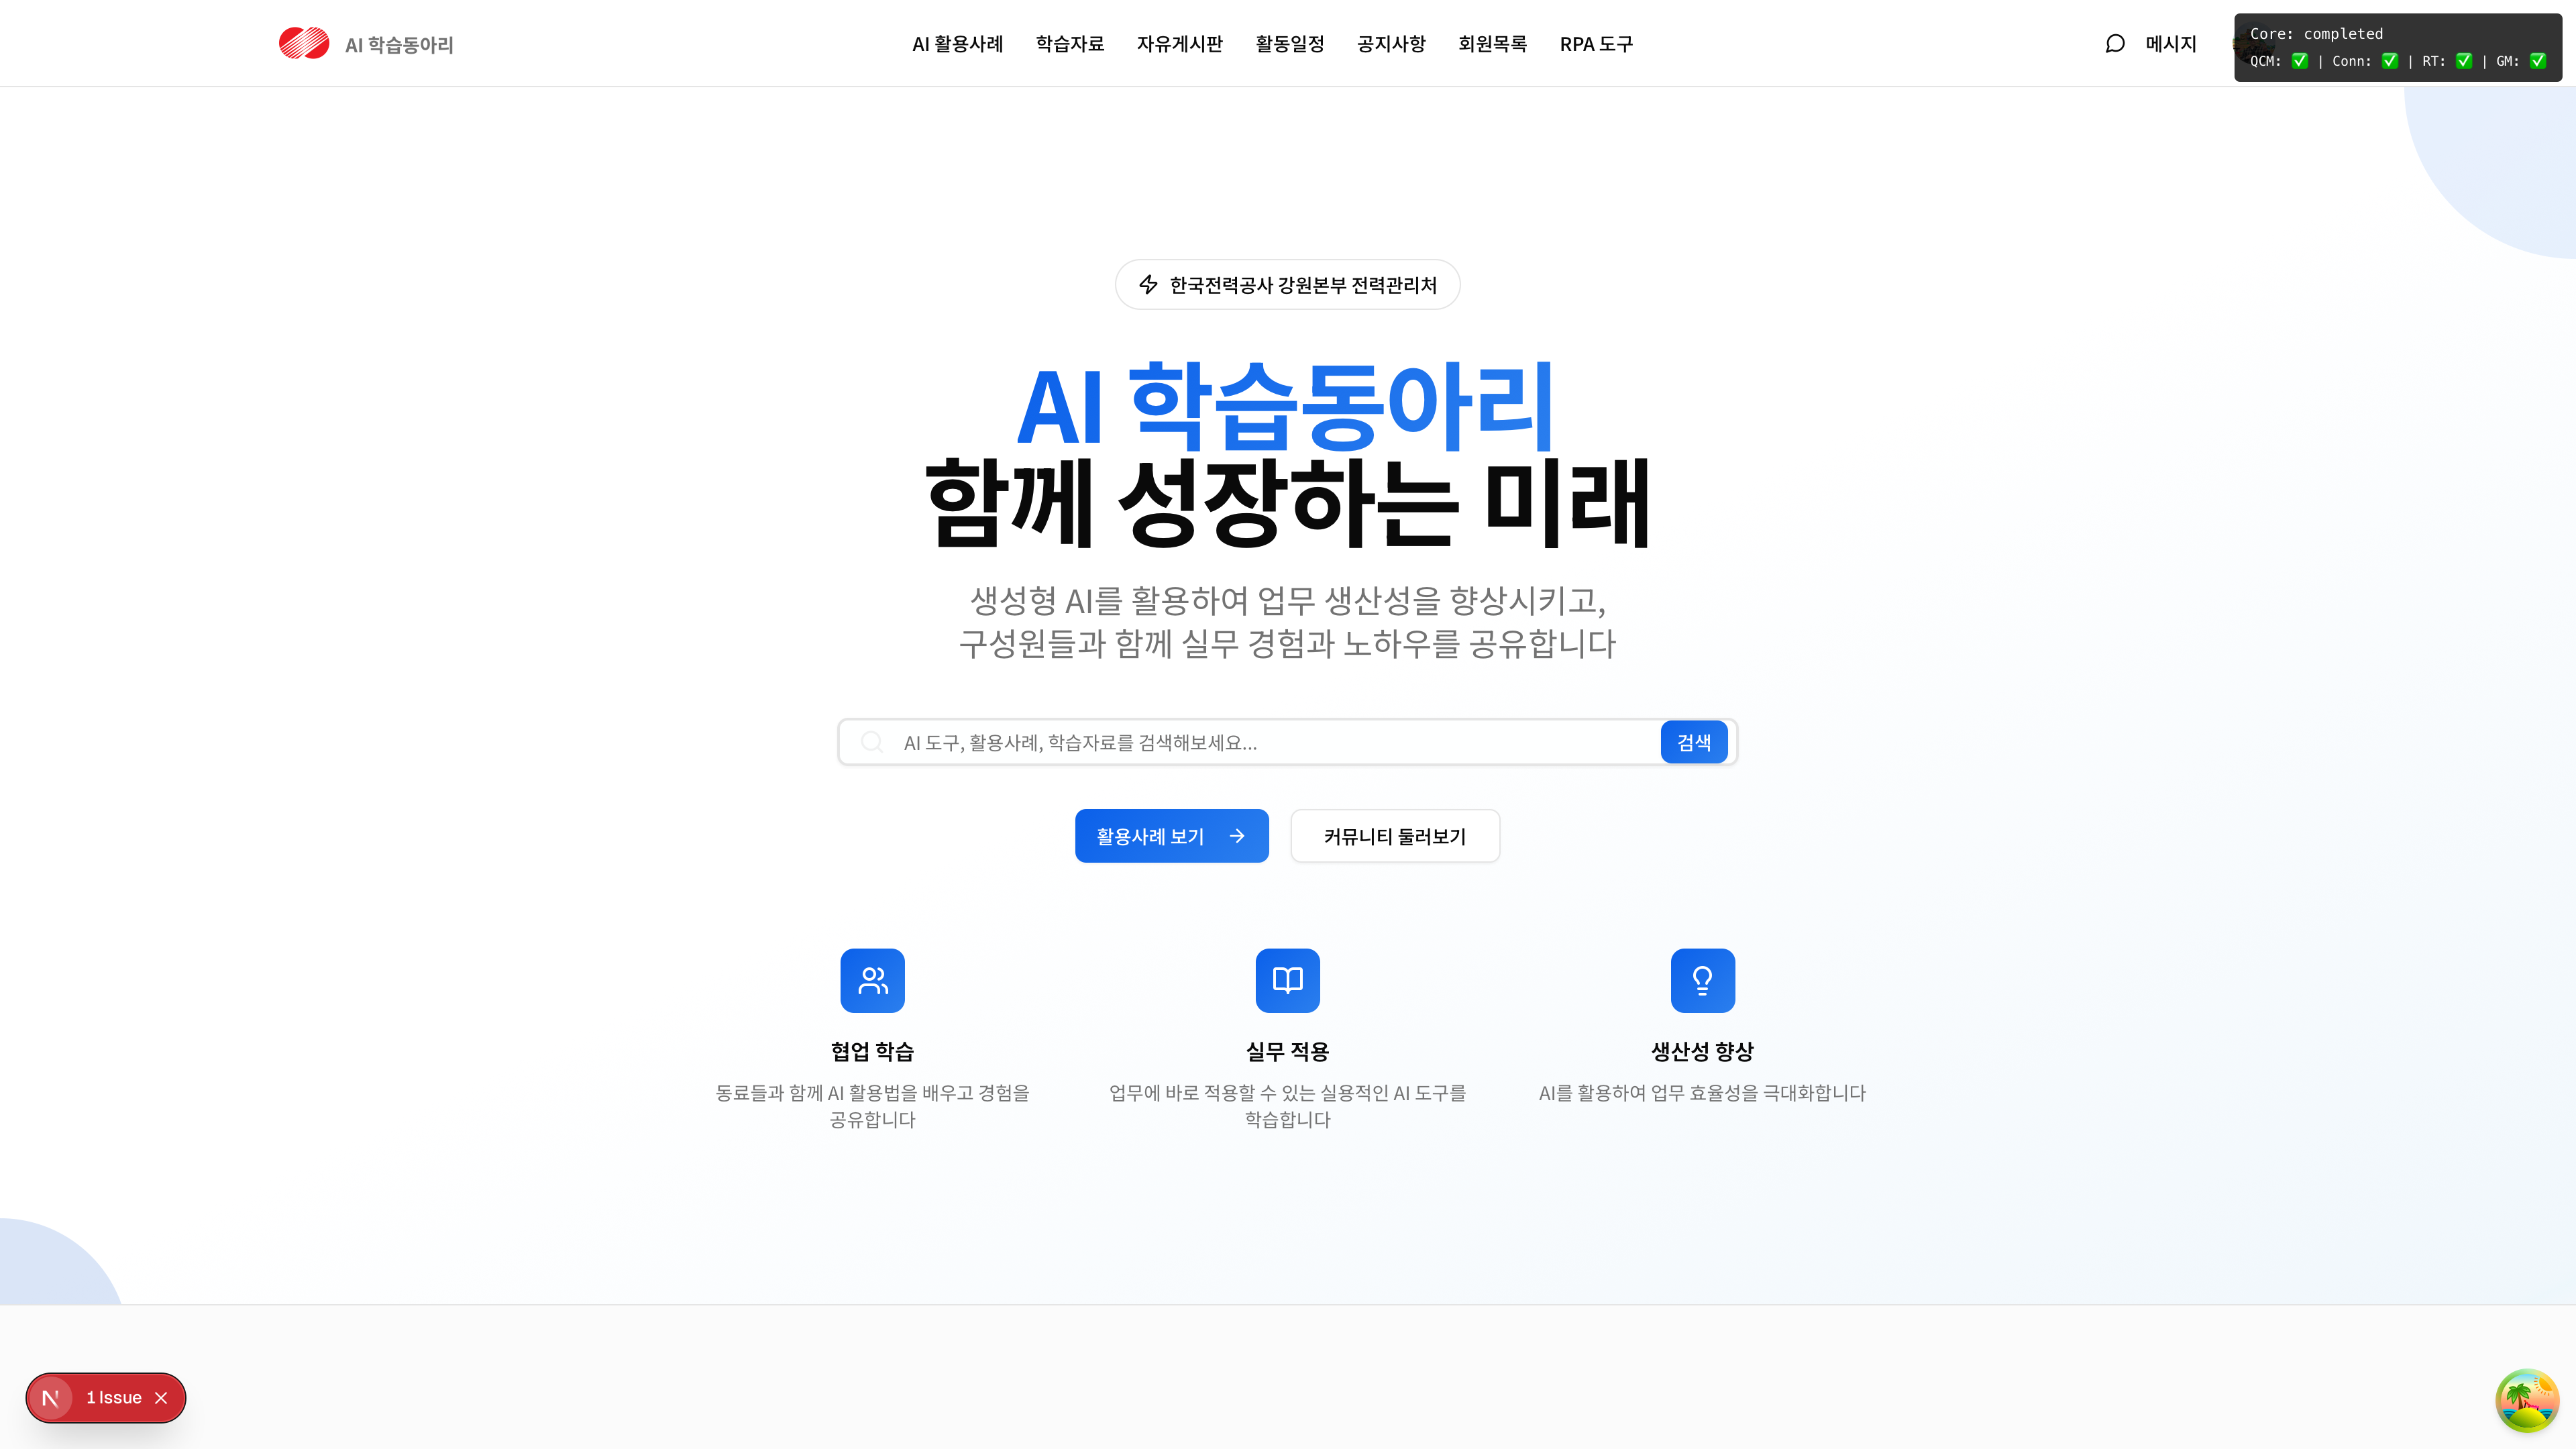 AI 학습동아리
AI 활용사례 학습자료 자유게시판 활동일정 공지사항 회원목록 RPA 도구
메시지
Core: completed
QCM: ✅ | Conn: ✅ | RT: ✅ | GM: ✅
한국전력공사 강원본부 전력관리처
AI 학습동아리
함께 성장하는 미래
생성형 AI를 활용하여 업무 생산성을 향상시키고,
구성원들과 함께 실무 경험과 노하우를 공유합니다
AI 도구, 활용사례, 학습자료를 검색해보세요...
검색
활용사례 보기
커뮤니티 둘러보기
협업 학습
동료들과 함께 AI 활용법을 배우고 경험을
공유합니다
실무 적용
업무에 바로 적용할 수 있는 실용적인 AI 도구를
학습합니다
생산성 향상
AI를 활용하여 업무 효율성을 극대화합니다
N
1 Issue